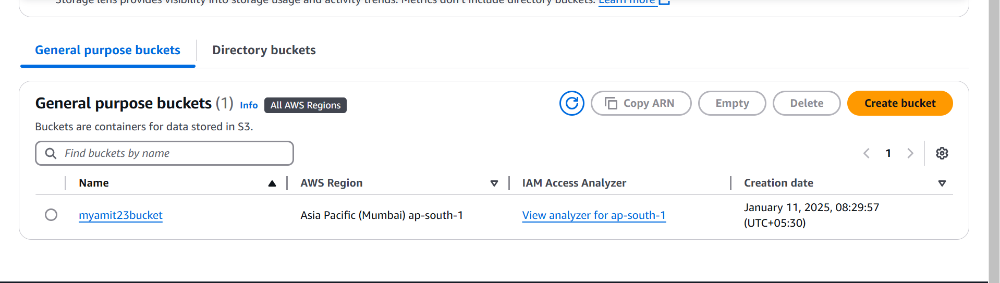 Storage lens provides visibility into storage usage and activity trends. Metrics don't include directory buckets. Learn more
General purpose buckets
Directory buckets
General purpose buckets (1) Info All AWS Regions
Copy ARN
Empty
Delete
Create bucket
Buckets are containers for data stored in S3.
Find buckets by name
1
Name
AWS Region
IAM Access Analyzer
Creation date
myamit23bucket
Asia Pacific (Mumbai) ap-south-1
View analyzer for ap-south-1
January 11, 2025, 08:29:57
(UTC+05:30)